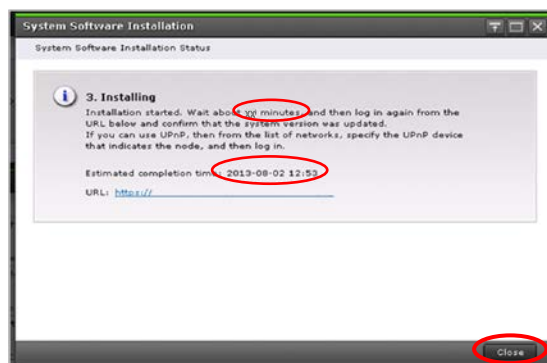 System Software Installation
System Software Installation Status
3. Installing
Installation started. Wait about yy minutes, and then log in again from the
URL below and confirm that the system version was updated.
If you can use UPnP, then from the list of networks, specify the UPnP device
that indicates the node, and then log in.
Estimated completion time: 2013-08-02 12:53
URL: https://
Close